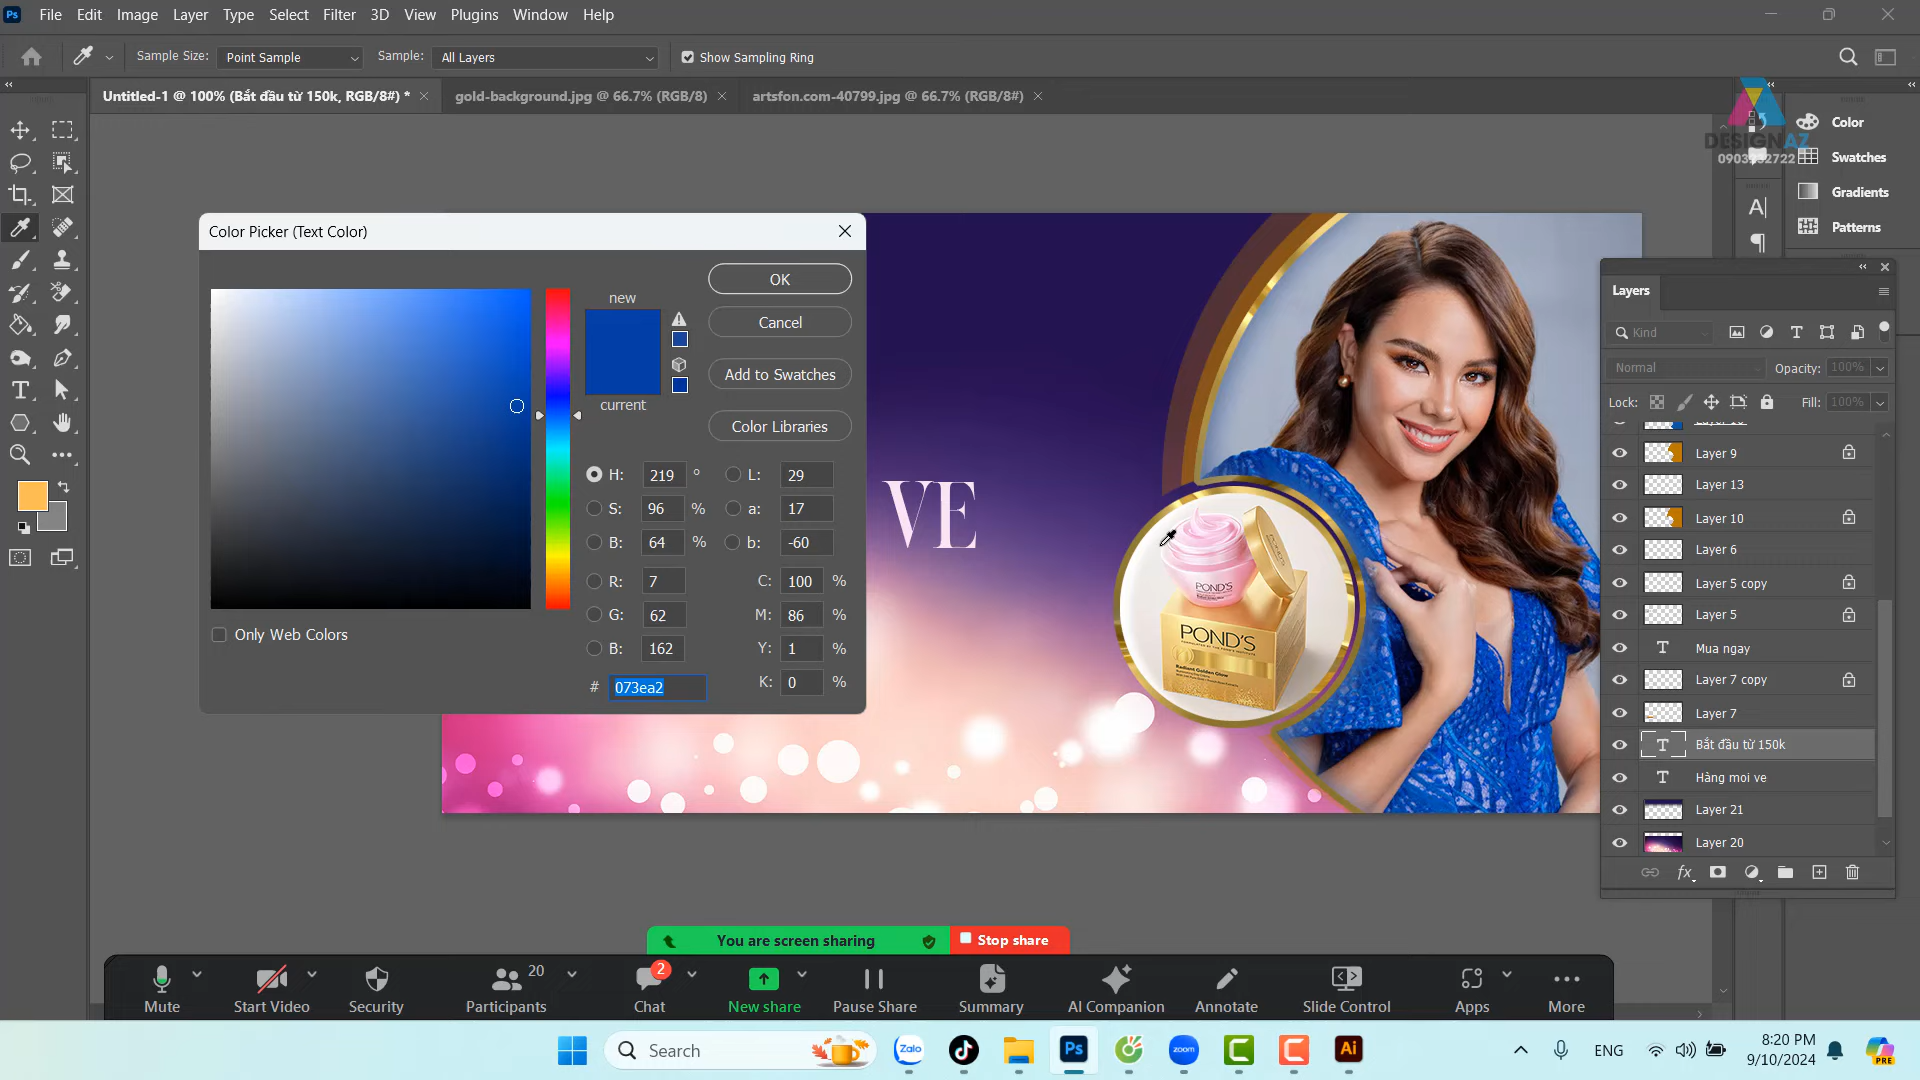 File Edit Image Layer Type Select Filter 3D View Plugins Window Help
Sample Size: Point Sample Sample: All Layers Show Sampling Ring
Untitled-1 @ 100% (Bắt đầu từ 150k, RGB/8#) * gold-background.jpg @ 66.7% (RGB/8) artsfon.com-40799.jpg @ 66.7% (RGB/8#)
DESIGNAZ
Color
Swatches
Gradients
Patterns
Color Picker (Text Color)
new
current
OK
Cancel
Add to Swatches
Color Libraries
H: 219 ° L: 29
S: 96 % a: 17
B: 64 % b: -60
R: 7 C: 100 %
G: 62 M: 86 %
B: 162 Y: 1 %
# 073ea2 K: 0 %
Only Web Colors
VE
POND'S
POND'S
Radiant Golden Glow
Layers
Kind
Normal Opacity: 100%
Lock: Fill: 100%
Layer 9
Layer 13
Layer 10
Layer 6
Layer 5 copy
Layer 5
Mua ngay
Layer 7 copy
Layer 7
Bắt đầu từ 150k
Hàng moi ve
Layer 21
Layer 20
You are screen sharing Stop share
20 2
Mute Start Video Security Participants Chat New share Pause Share Summary AI Companion Annotate Slide Control Apps More
Search
Zalo
Ps
zoom
Ai
ENG
8:20 PM
9/10/2024
PRE